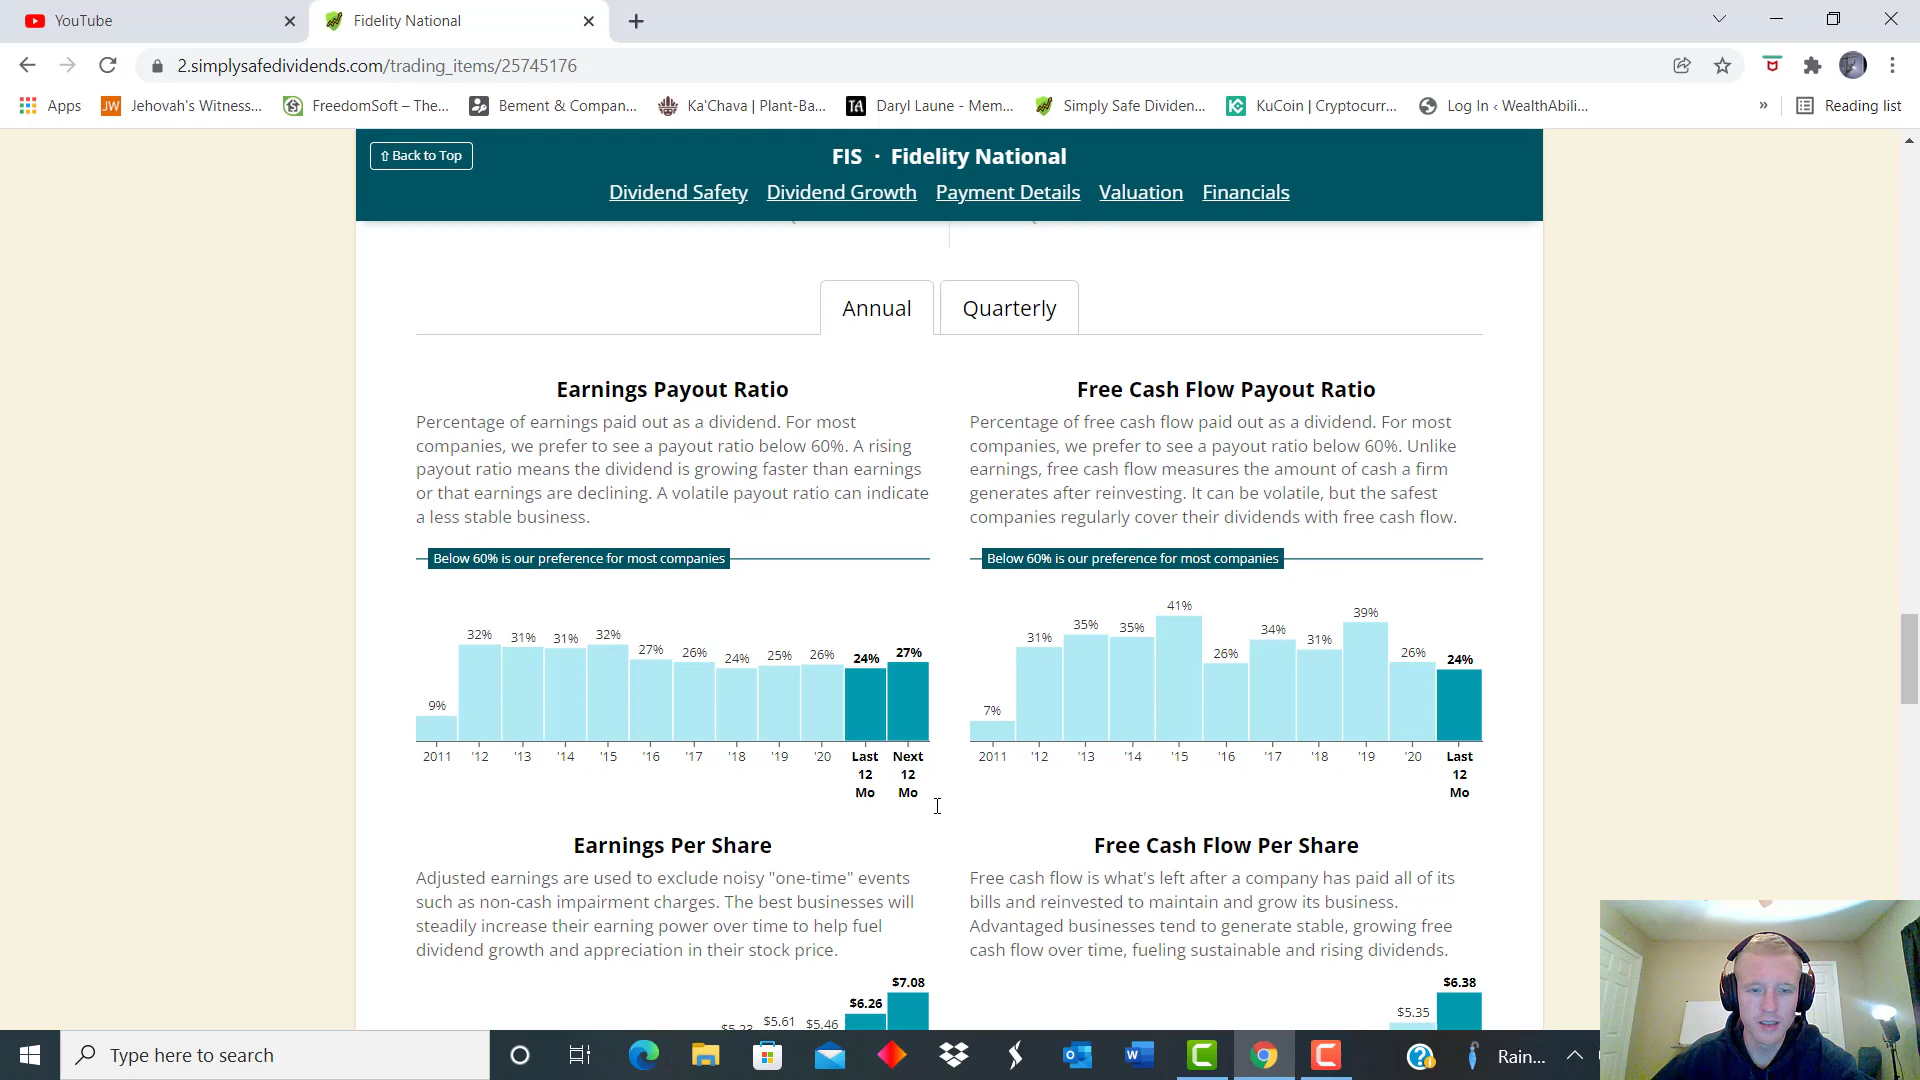 YouTube
Fidelity National
2.simplysafedividends.com/trading_items/25745176
Apps
Jehovah's Witness...
FreedomSoft – The...
Bement & Compan...
Ka'Chava | Plant-Ba...
Daryl Laune - Mem...
Simply Safe Dividen...
KuCoin | Cryptocurr...
Log In ‹ WealthAbili...
»
Reading list
⇧ Back to Top
FIS · Fidelity National
Dividend Safety Dividend Growth Payment Details Valuation Financials
Annual
Quarterly
Earnings Payout Ratio
Percentage of earnings paid out as a dividend. For most
companies, we prefer to see a payout ratio below 60%. A rising
payout ratio means the dividend is growing faster than earnings
or that earnings are declining. A volatile payout ratio can indicate
a less stable business.
Below 60% is our preference for most companies
9% 32% 31% 31% 32% 27% 26% 24% 25% 26% 24% 27%
2011 '12 '13 '14 '15 '16 '17 '18 '19 '20 Last 12 Mo Next 12 Mo
Free Cash Flow Payout Ratio
Percentage of free cash flow paid out as a dividend. For most
companies, we prefer to see a payout ratio below 60%. Unlike
earnings, free cash flow measures the amount of cash a firm
generates after reinvesting. It can be volatile, but the safest
companies regularly cover their dividends with free cash flow.
Below 60% is our preference for most companies
7% 31% 35% 35% 41% 26% 34% 31% 39% 26% 24%
2011 '12 '13 '14 '15 '16 '17 '18 '19 '20 Last 12 Mo
Earnings Per Share
Adjusted earnings are used to exclude noisy "one-time" events
such as non-cash impairment charges. The best businesses will
steadily increase their earning power over time to help fuel
dividend growth and appreciation in their stock price.
$5.23 $5.61 $5.46 $6.26 $7.08
Free Cash Flow Per Share
Free cash flow is what's left after a company has paid all of its
bills and reinvested to maintain and grow its business.
Advantaged businesses tend to generate stable, growing free
cash flow over time, fueling sustainable and rising dividends.
$5.35 $6.38
Type here to search
Rain...